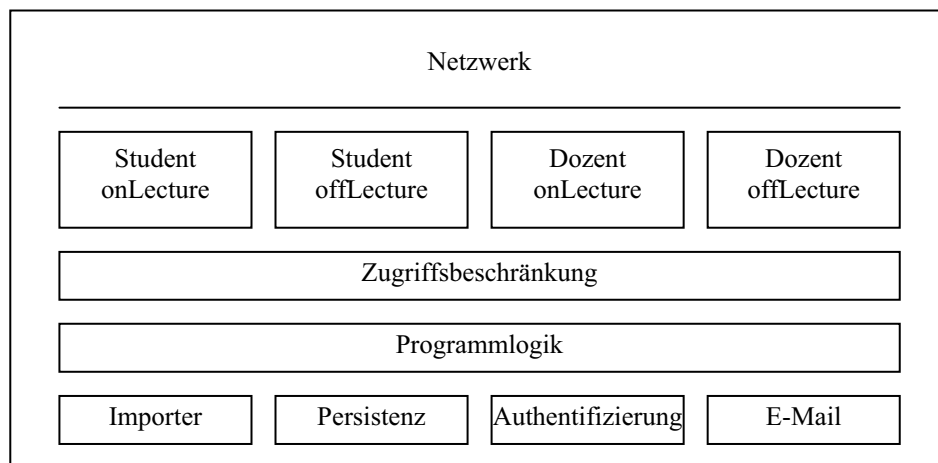 Netzwerk
Student
onLecture
Student
offLecture
Dozent
onLecture
Dozent
offLecture
Zugriffsbeschränkung
Programmlogik
Importer
Persistenz
Authentifizierung
E-Mail